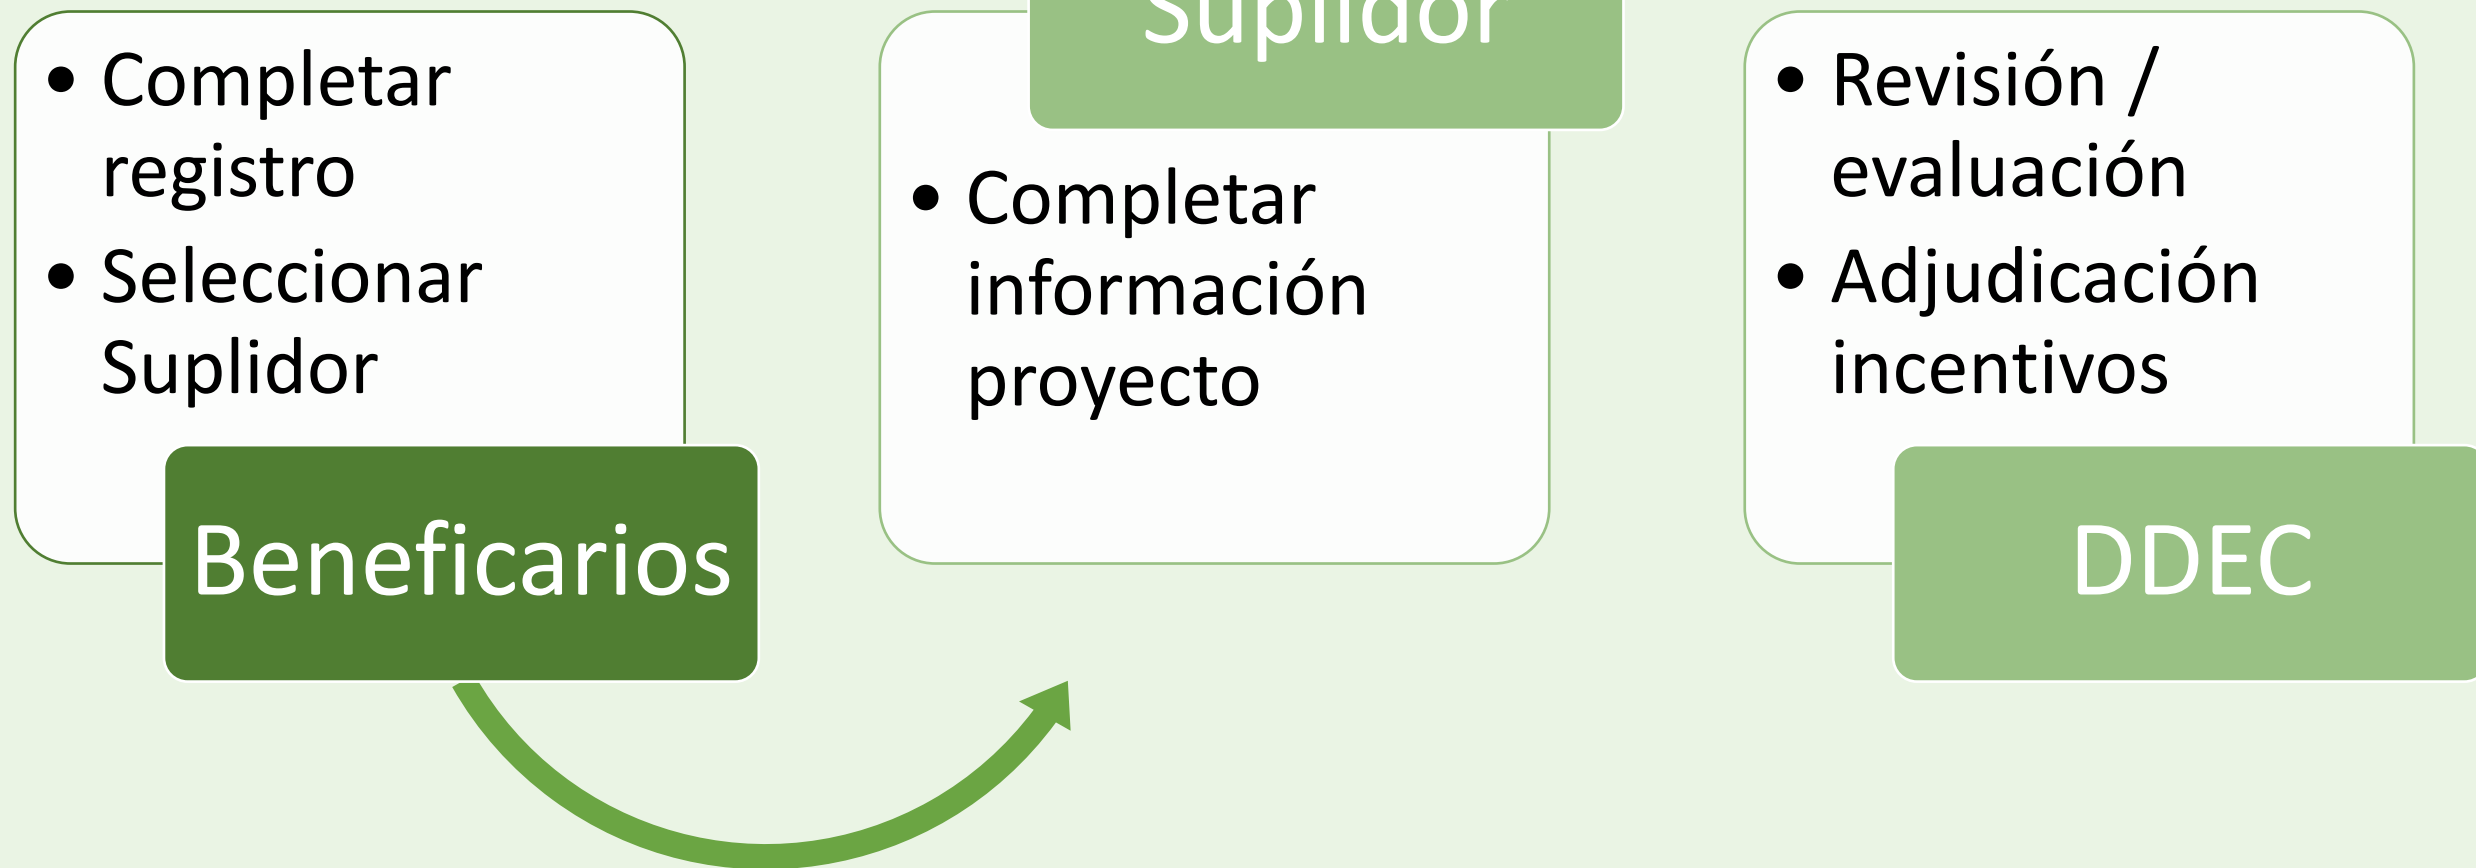 • Completar
registro
• Seleccionar
Suplidor
Beneficarios
Suplidor
• Completar
información
proyecto
• Revisión /
evaluación
• Adjudicación
incentivos
DDEC